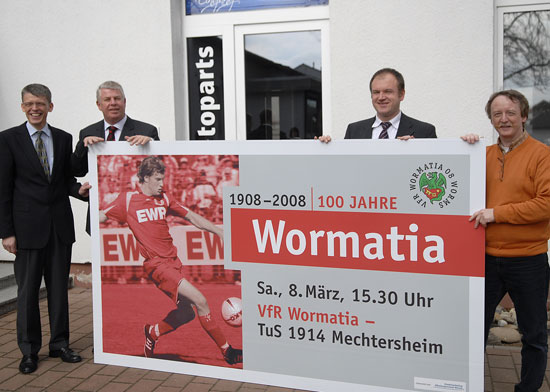 toparts
1908–2008 | 100 JAHRE
VFR WORMATIA 08 WORMS
Wormatia
EWR
EWR
EWR
Sa., 8. März, 15.30 Uhr
VfR Wormatia –
TuS 1914 Mechtersheim